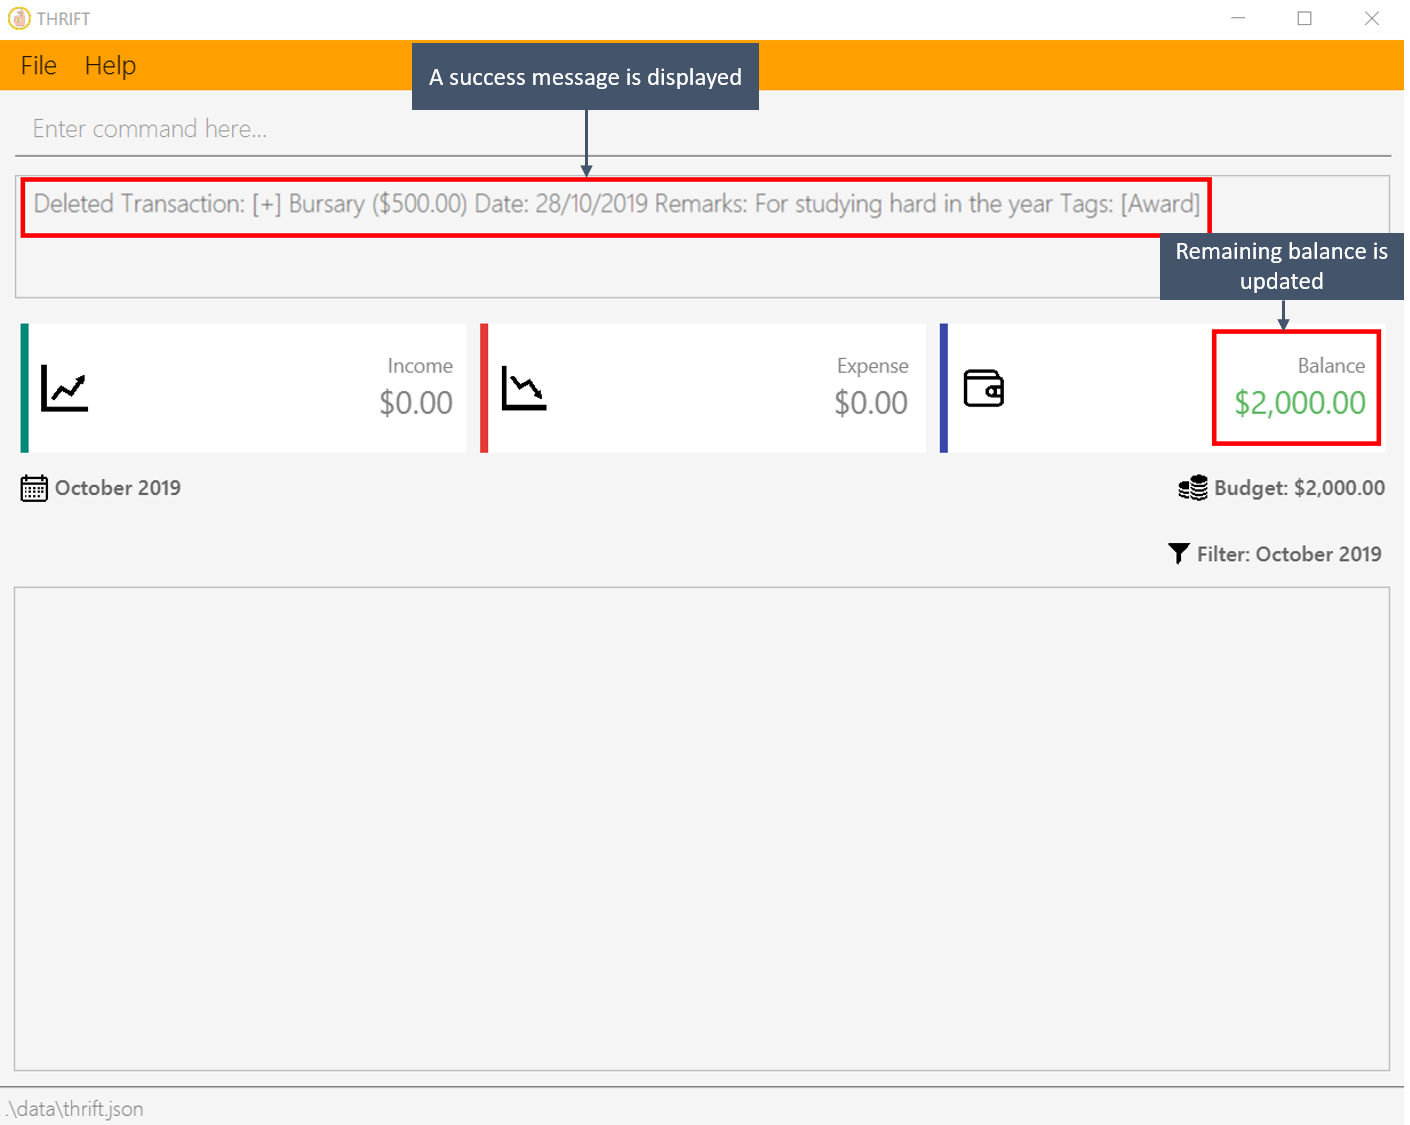 THRIFT
File Help
A success message is displayed
Enter command here...
Deleted Transaction: [+] Bursary ($500.00) Date: 28/10/2019 Remarks: For studying hard in the year Tags: [Award]
Remaining balance is
updated
Income
$0.00
Expense
$0.00
Balance
$2,000.00
October 2019
Budget: $2,000.00
Filter: October 2019
.\data\thrift.json